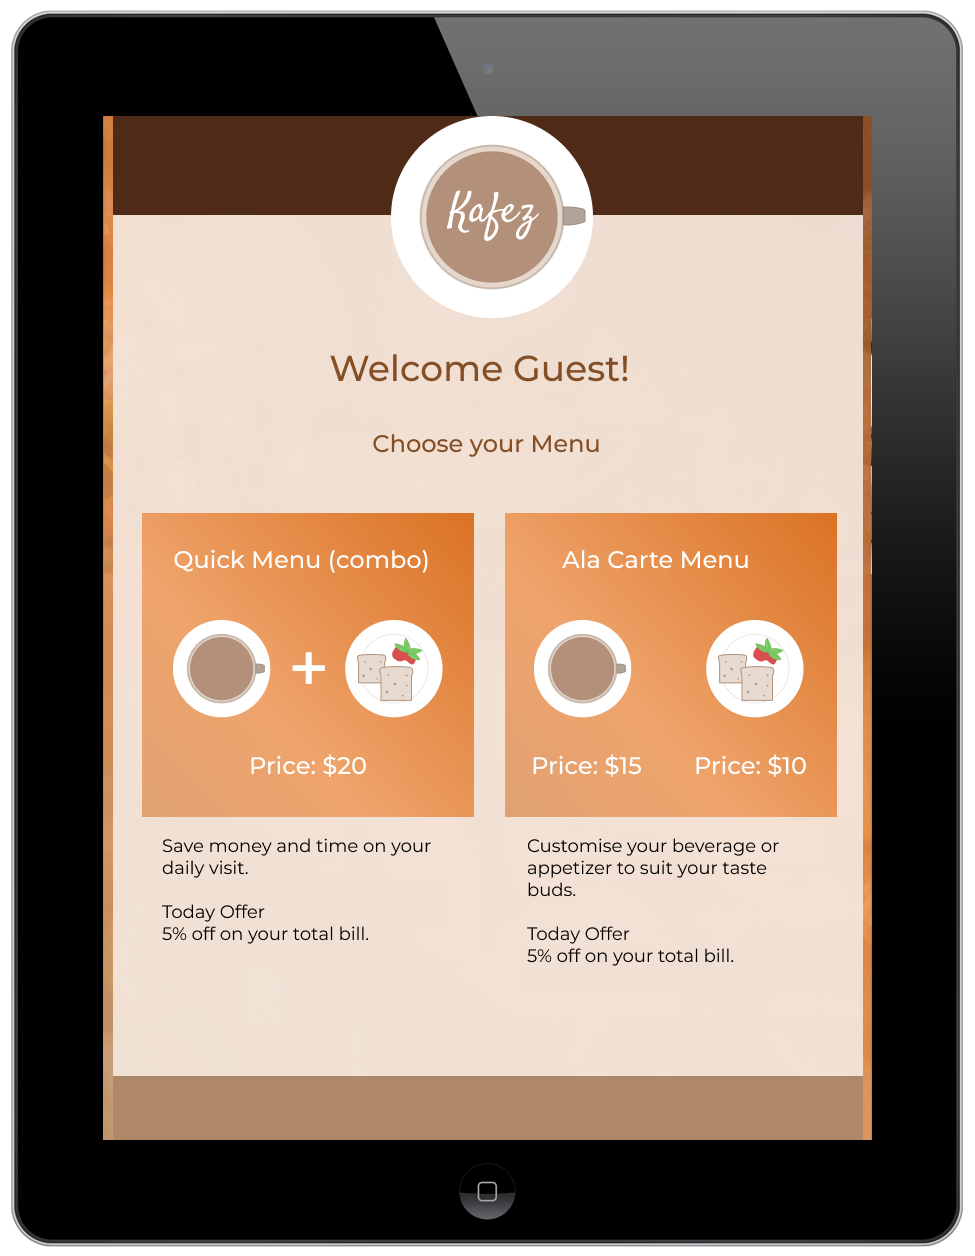 Kafez
Welcome Guest!
Choose your Menu
Quick Menu (combo)
+
Price: $20
Save money and time on your
daily visit.
Today Offer
5% off on your total bill.
Ala Carte Menu
Price: $15
Price: $10
Customise your beverage or
appetizer to suit your taste
buds.
Today Offer
5% off on your total bill.